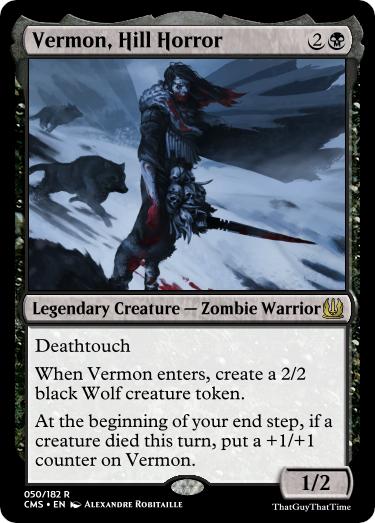 Vermon, Hill Horror 2
Legendary Creature — Zombie Warrior
Deathtouch
When Vermon enters, create a 2/2
black Wolf creature token.
At the beginning of your end step, if a
creature died this turn, put a +1/+1
counter on Vermon.
1/2
050/182 R
CMS • EN Alexandre Robitaille
ThatGuyThatTime